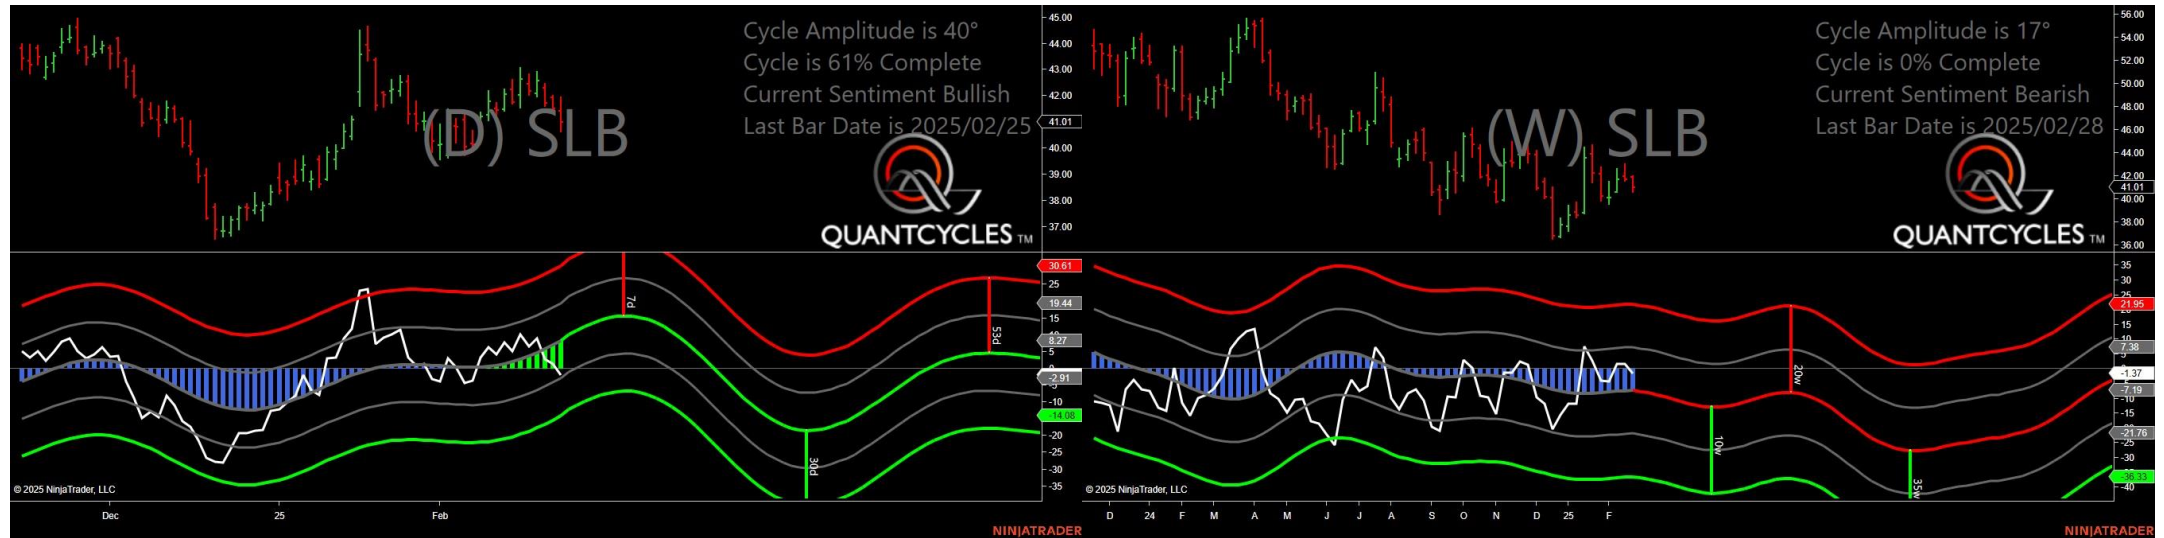 Cycle Amplitude is 40°
Cycle is 61% Complete
Current Sentiment Bullish
Last Bar Date is 2025/02/25
(D) SLB
QUANTCYCLES TM
45.00
44.00
43.00
42.00
41.01
40.00
39.00
38.00
37.00
30.61
25
19.44
15
8.27
5
-2.91
-10
-14.08
-20
-25
-30
-35
7d
30d
53d
© 2025 NinjaTrader, LLC
Dec
25
Feb
NINJATRADER
Cycle Amplitude is 17°
Cycle is 0% Complete
Current Sentiment Bearish
Last Bar Date is 2025/02/28
(W) SLB
QUANTCYCLES TM
56.00
54.00
52.00
50.00
48.00
46.00
44.00
42.00
41.01
40.00
38.00
36.00
35
30
21.95
15
10
7.38
-1.37
-7.19
-10
-15
-21.76
-25
-30
-36.33
-40
10w
20w
35w
© 2025 NinjaTrader, LLC
D 24 F M A M J J A S O N D 25 F
NINJATRADER